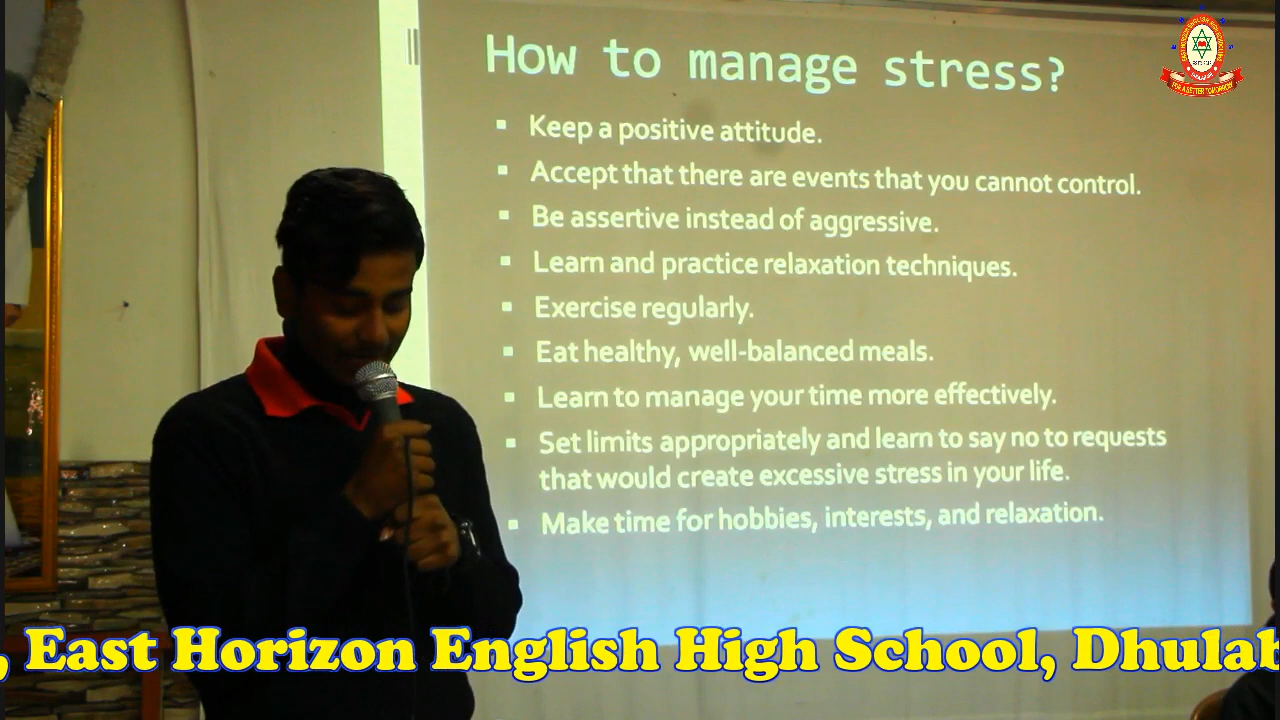 How to manage stress?
▪ Keep a positive attitude.
▪ Accept that there are events that you cannot control.
▪ Be assertive instead of aggressive.
▪ Learn and practice relaxation techniques.
▪ Exercise regularly.
▪ Eat healthy, well-balanced meals.
▪ Learn to manage your time more effectively.
▪ Set limits appropriately and learn to say no to requests
that would create excessive stress in your life.
▪ Make time for hobbies, interests, and relaxation.
FOR A BETTER TOMORROW
, East Horizon English High School, Dhulab